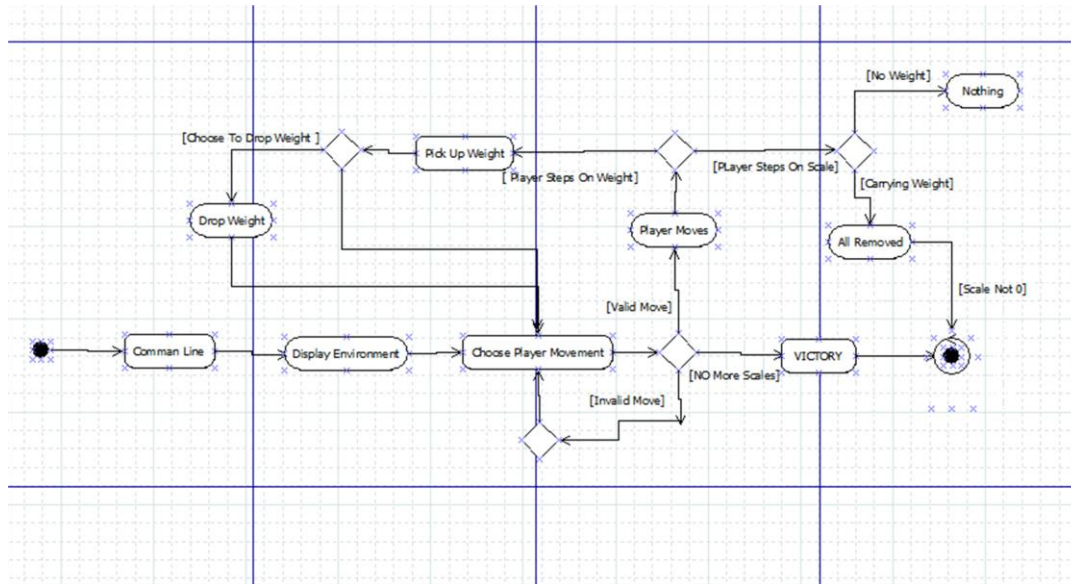 [No Weight]
Nothing
[Choose To Drop Weight ]
Pick Up Weight
[ Player Steps On Weight]
[PLayer Steps On Scale]
[Carrying Weight]
Drop Weight
Player Moves
All Removed
[Scale Not 0]
[Valid Move]
Comman Line
Display Environment
Choose Player Movement
VICTORY
[NO More Scales]
[Invalid Move]